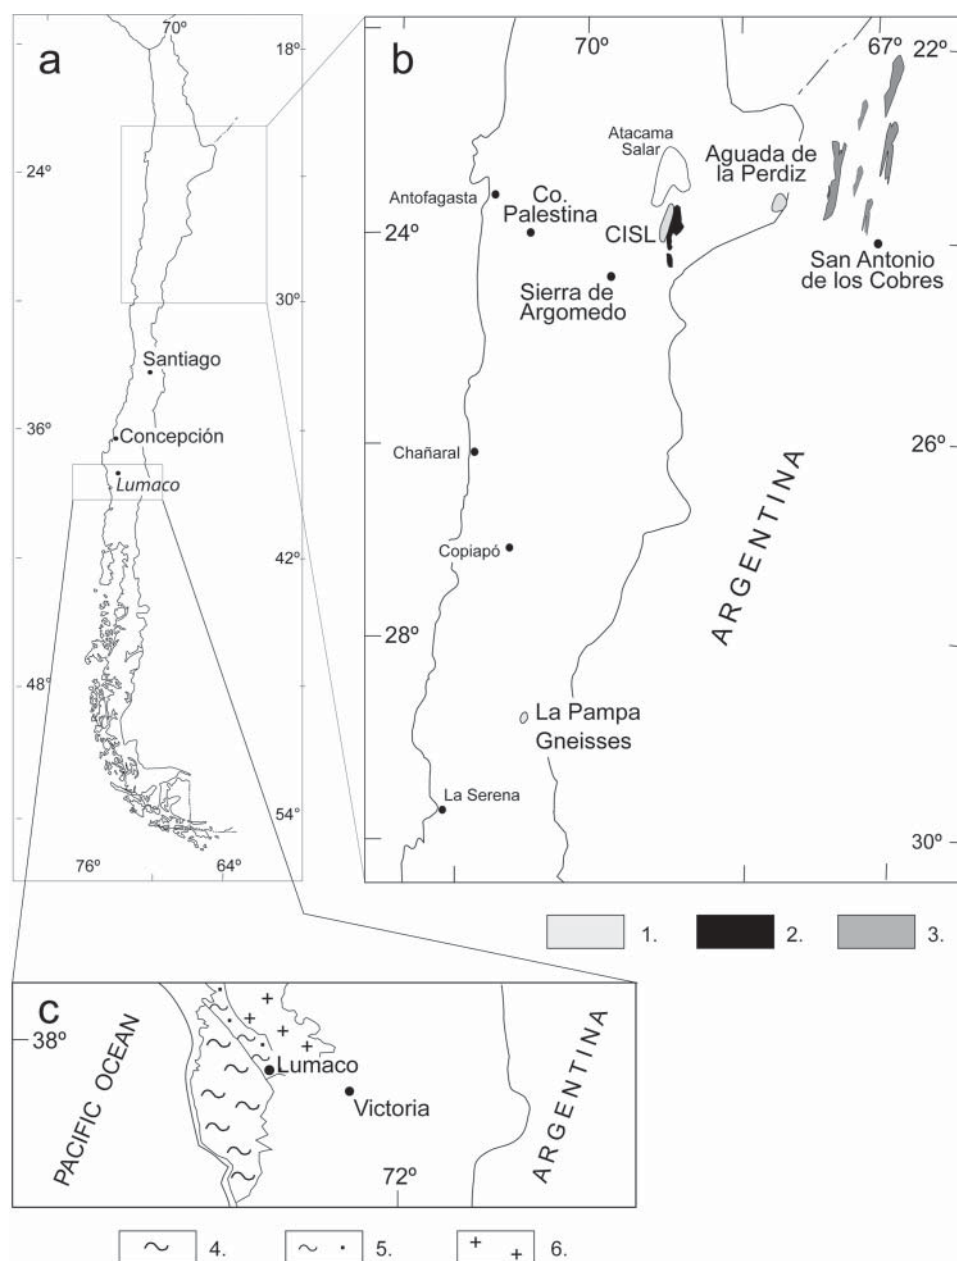 a
70º
18º
24º
30º
Santiago
36º
Concepción
Lumaco
42º
48º
54º
76º
64º
b
70º
67º
22º
Atacama
Salar
Aguada de
la Perdiz
Antofagasta
Co.
Palestina
24º
CISL
San Antonio
de los Cobres
Sierra de
Argomedo
26º
Chañaral
ARGENTINA
Copiapó
28º
La Pampa
Gneisses
La Serena
30º
1.
2.
3.
c
38º
PACIFIC OCEAN
Lumaco
Victoria
72º
ARGENTINA
4.
5.
6.